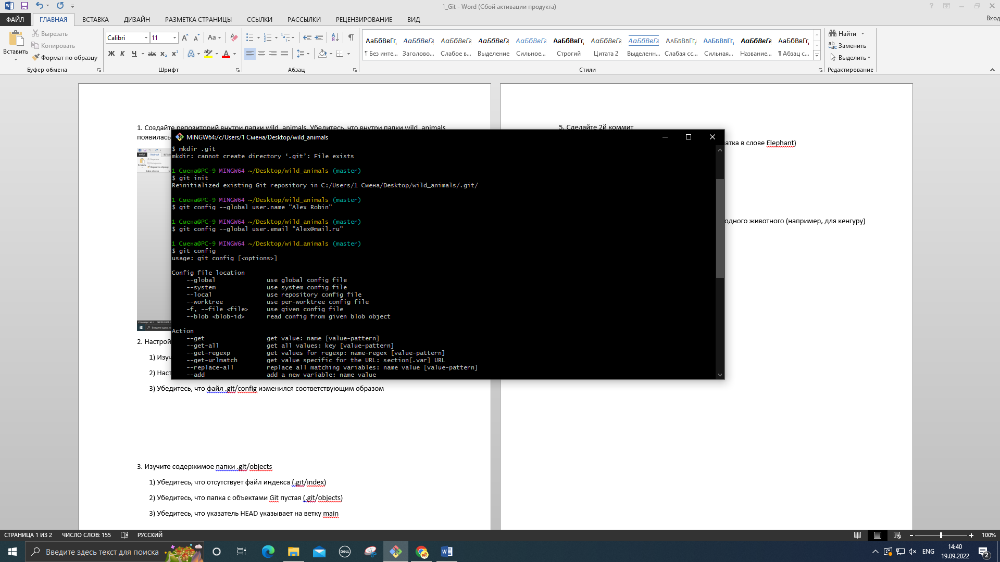 1_Git - Word (Сбой активации продукта)
ФАЙЛ ГЛАВНАЯ ВСТАВКА ДИЗАЙН РАЗМЕТКА СТРАНИЦЫ ССЫЛКИ РАССЫЛКИ РЕЦЕНЗИРОВАНИЕ ВИД
Вход
Вставить
Вырезать
Копировать
Формат по образцу
Буфер обмена
Calibri 11
Шрифт
Абзац
АаБбВвГг, АаБбВвГг АаБбВвГг АаБбВвГг АаБбВвГг АаБбВвГг, АаБбВвГг АаБбВвГг АаБбВвГг АаБбВвГг, АаБбВвГг АаБбВвГг,
¶ Без инте... Заголово... Слабое в... Выделение Сильное... Строгий Цитата 2 Выделенн... Слабая сс... Сильная... Название... ¶ Абзац с...
Стили
Найти
Заменить
Выделить
Редактирование
1. Создайте репозиторий внутри папки wild_animals. Убедитесь, что внутри папки wild_animals
появилась
MINGW64:/c/Users/1 Смена/Desktop/wild_animals
$ mkdir .git
mkdir: cannot create directory ‘.git’: File exists
1 Смена@PC-9 MINGW64 ~/Desktop/wild_animals (master)
$ git init
Reinitialized existing Git repository in C:/Users/1 Смена/Desktop/wild_animals/.git/
1 Смена@PC-9 MINGW64 ~/Desktop/wild_animals (master)
$ git config --global user.name "Alex Robin"
1 Смена@PC-9 MINGW64 ~/Desktop/wild_animals (master)
$ git config --global user.email "Alex@mail.ru"
1 Смена@PC-9 MINGW64 ~/Desktop/wild_animals (master)
$ git config
usage: git config [<options>]
Config file location
--global use global config file
--system use system config file
--local use repository config file
--worktree use per-worktree config file
-f, --file <file> use given config file
--blob <blob-id> read config from given blob object
Action
--get get value: name [value-pattern]
--get-all get all values: key [value-pattern]
--get-regexp get values for regexp: name-regex [value-pattern]
--get-urlmatch get value specific for the URL: section[.var] URL
--replace-all replace all matching variables: name value [value-pattern]
--add add a new variable: name value
2. Настрой
1) Изуч
2) Наст
3) Убедитесь, что файл .git/config изменился соответствующим образом
3. Изучите содержимое папки .git/objects
1) Убедитесь, что отсутствует файл индекса (.git/index)
2) Убедитесь, что папка с объектами Git пустая (.git/objects)
3) Убедитесь, что указатель HEAD указывает на ветку main
5. Сделайте 2й коммит
атка в слове Elephant)
одного животного (например, для кенгуру)
СТРАНИЦА 1 ИЗ 2 ЧИСЛО СЛОВ: 155 РУССКИЙ
100%
Введите здесь текст для поиска
DELL
ENG
14:40
19.09.2022
2